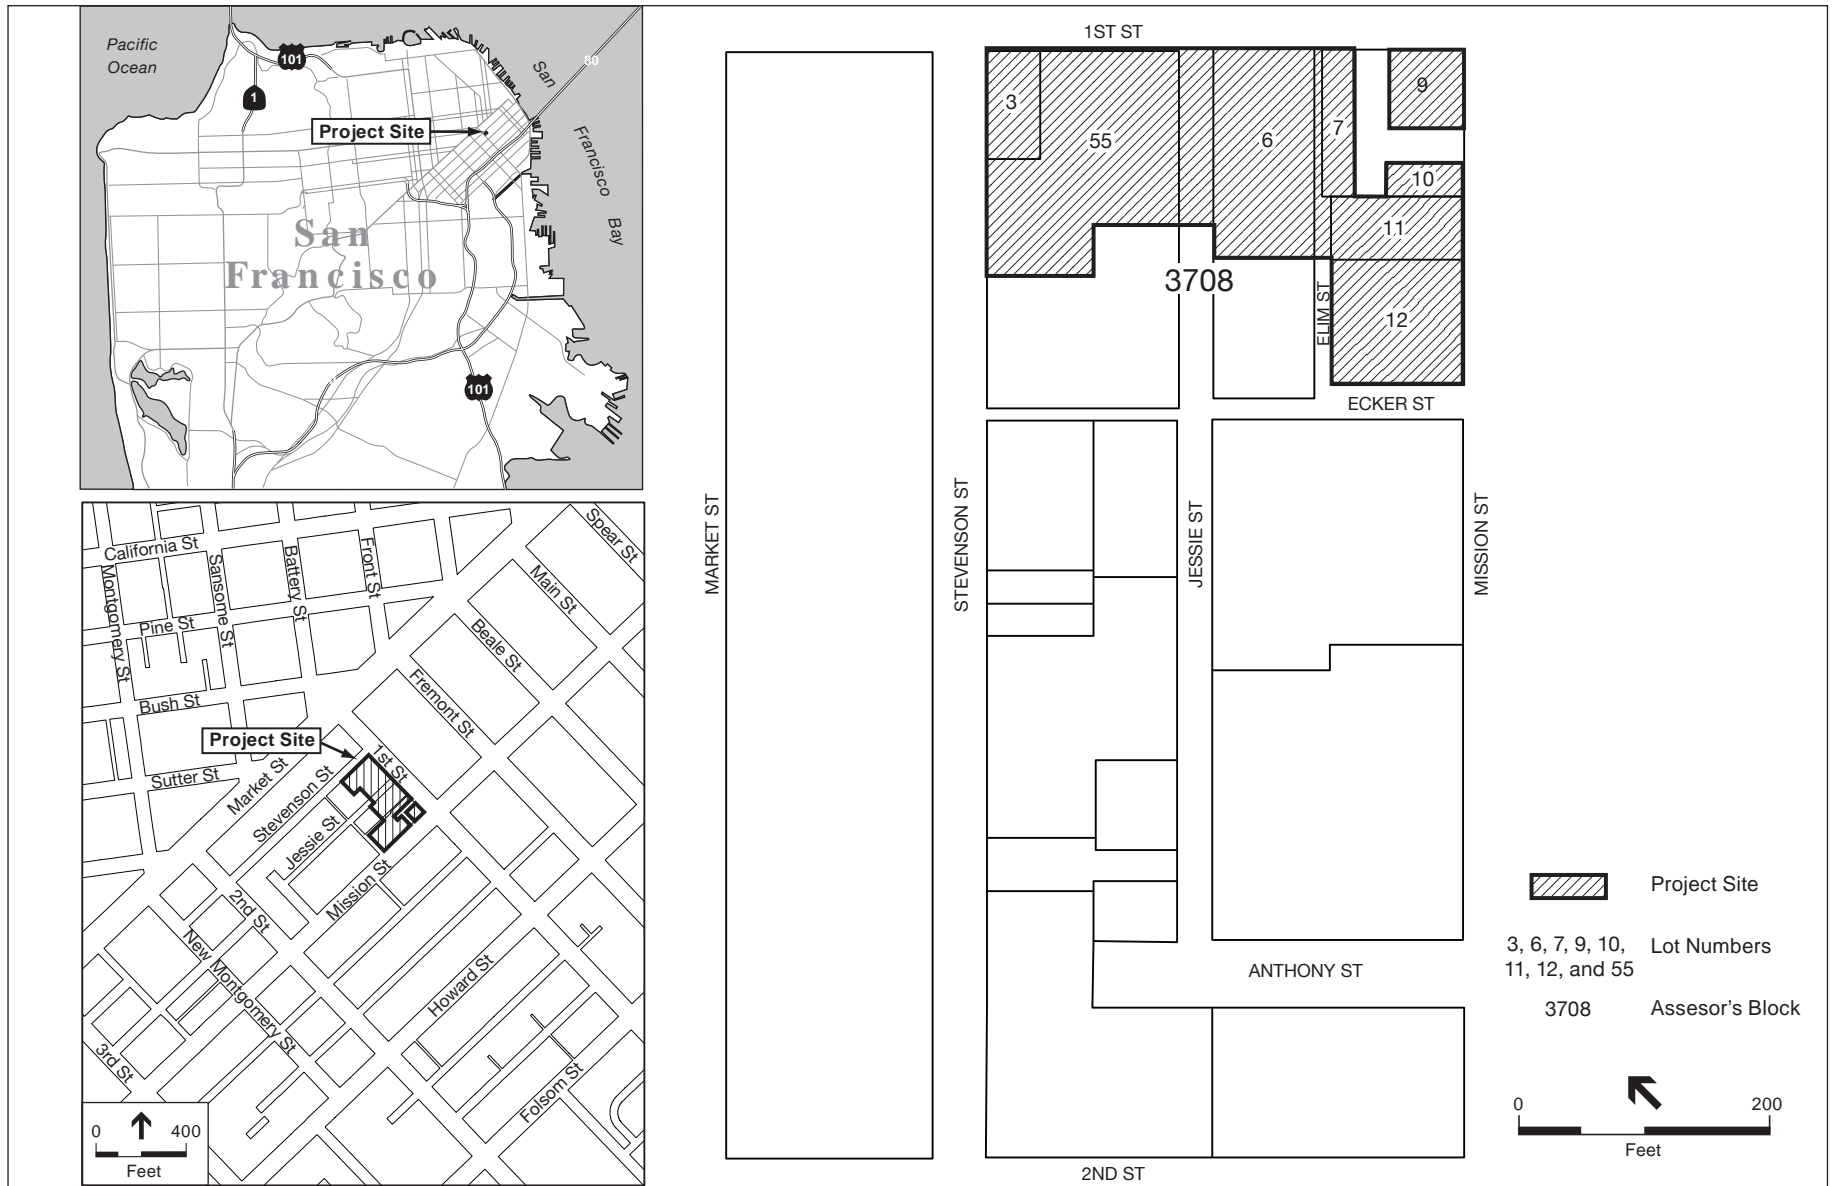 Pacific
Ocean
101
1
San
80
Francisco
Bay
Project Site
San
Francisco
101
California St
Montgomery St
Sansome St
Battery St
Front St
Spear St
Main St
Pine St
Beale St
Bush St
Fremont St
Project Site
1st St
Sutter St
Market St
Stevenson St
Jessie St
Mission St
2nd St
New Montgomery St
Howard St
3rd St
Folsom St
0 400
Feet
1ST ST
3
55
6
7
9
10
11
12
3708
ELIM ST
ECKER ST
MARKET ST
STEVENSON ST
JESSIE ST
MISSION ST
ANTHONY ST
2ND ST
Project Site
3, 6, 7, 9, 10,
11, 12, and 55
Lot Numbers
3708
Assesor's Block
0 200
Feet